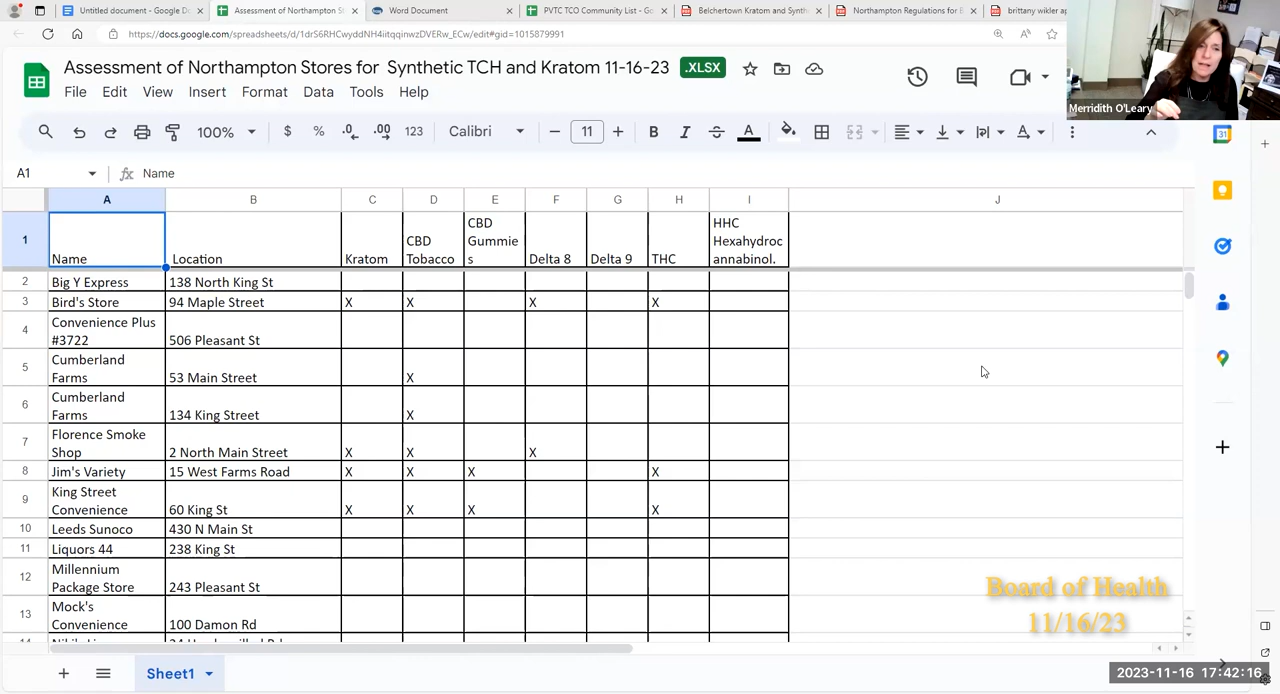 Untitled document - Google D
Assessment of Northampton S
Word Document
PVTC TCO Community List - Go
Belchertown Kratom and Synth
Northampton Regulations for E
brittany wikler ap
https://docs.google.com/spreadsheets/d/1drS6RHCwyddNH4iitqqinwzDVERw_ECw/edit#gid=1015879991
Assessment of Northampton Stores for Synthetic TCH and Kratom 11-16-23 .XLSX
File Edit View Insert Format Data Tools Help
Merridith O'Leary
100% $ % .0 .00 123 Calibri 11 B I A
31
A1 fx Name
A B C D E F G H I J
1 Name Location Kratom CBD Tobacco CBD Gummies Delta 8 Delta 9 THC HHC Hexahydrocannabinol.
2 Big Y Express 138 North King St
3 Bird's Store 94 Maple Street X X X X
4 Convenience Plus #3722 506 Pleasant St
5 Cumberland Farms 53 Main Street X
6 Cumberland Farms 134 King Street X
7 Florence Smoke Shop 2 North Main Street X X X
8 Jim's Variety 15 West Farms Road X X X X
9 King Street Convenience 60 King St X X X X
10 Leeds Sunoco 430 N Main St
11 Liquors 44 238 King St
12 Millennium Package Store 243 Pleasant St
13 Mock's Convenience 100 Damon Rd
Board of Health
11/16/23
Sheet1
2023-11-16 17:42:16